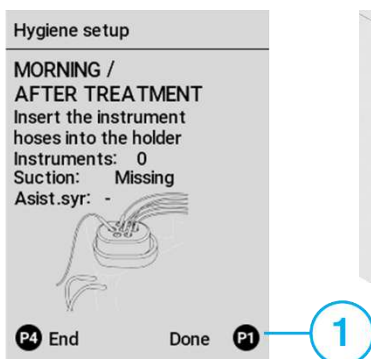 Hygiene setup
MORNING /
AFTER TREATMENT
Insert the instrument
hoses into the holder
Instruments: 0
Suction: Missing
Asist.syr: -
P4 End Done P1 1